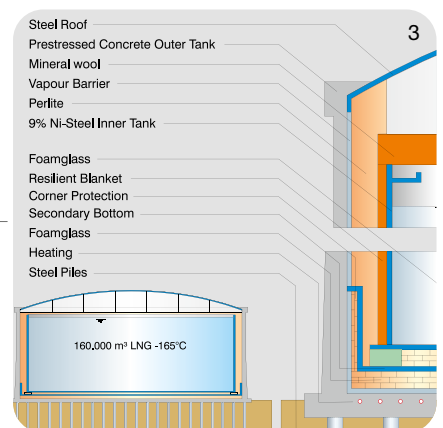 3
Steel Roof
Prestressed Concrete Outer Tank
Mineral wool
Vapour Barrier
Perlite
9% Ni-Steel Inner Tank
Foamglass
Resilient Blanket
Corner Protection
Secondary Bottom
Foamglass
Heating
Steel Piles
160.000 m³ LNG -165°C